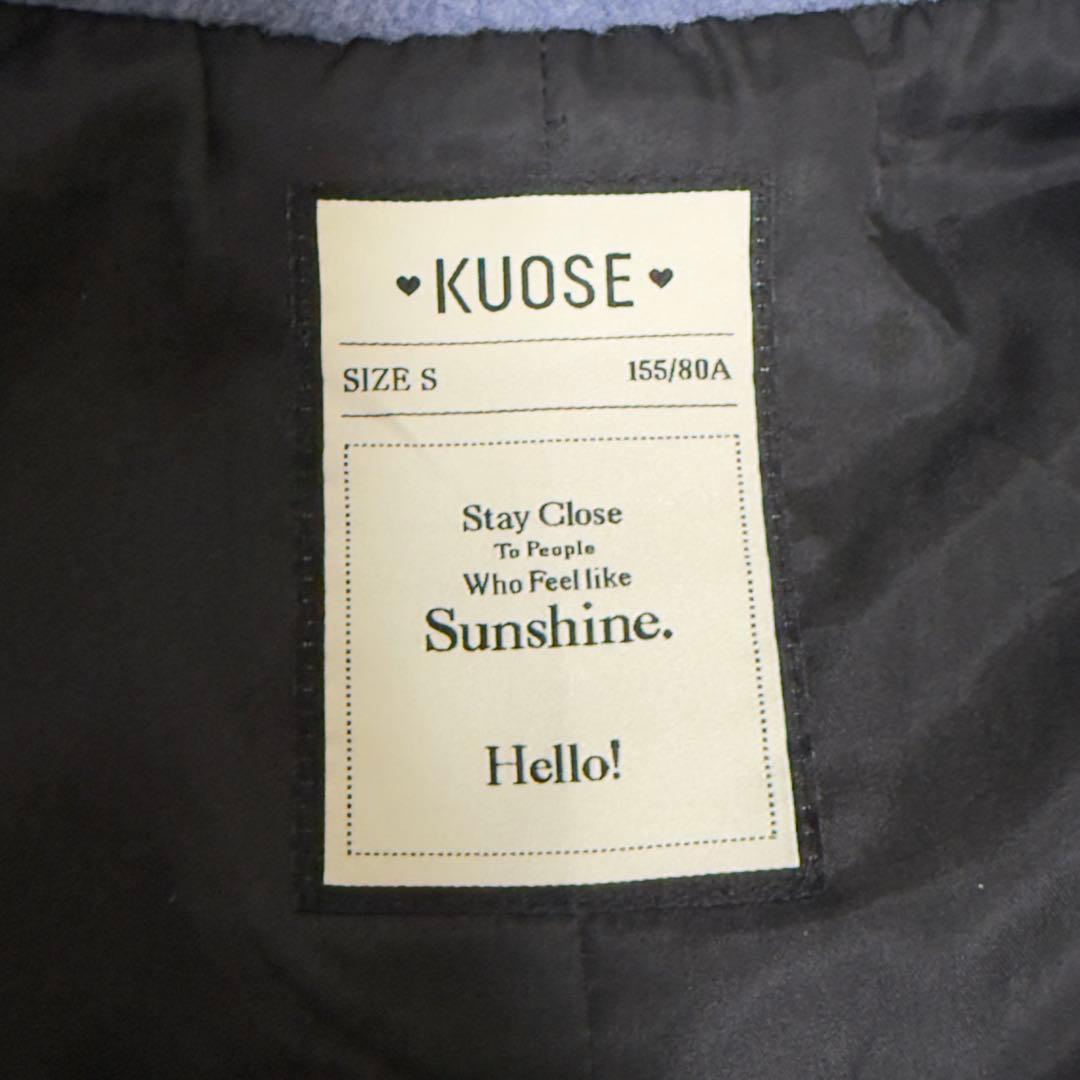 ♥ KUOSE ♥
SIZE S 155/80A
Stay Close
To People
Who Feel like
Sunshine.
Hello!